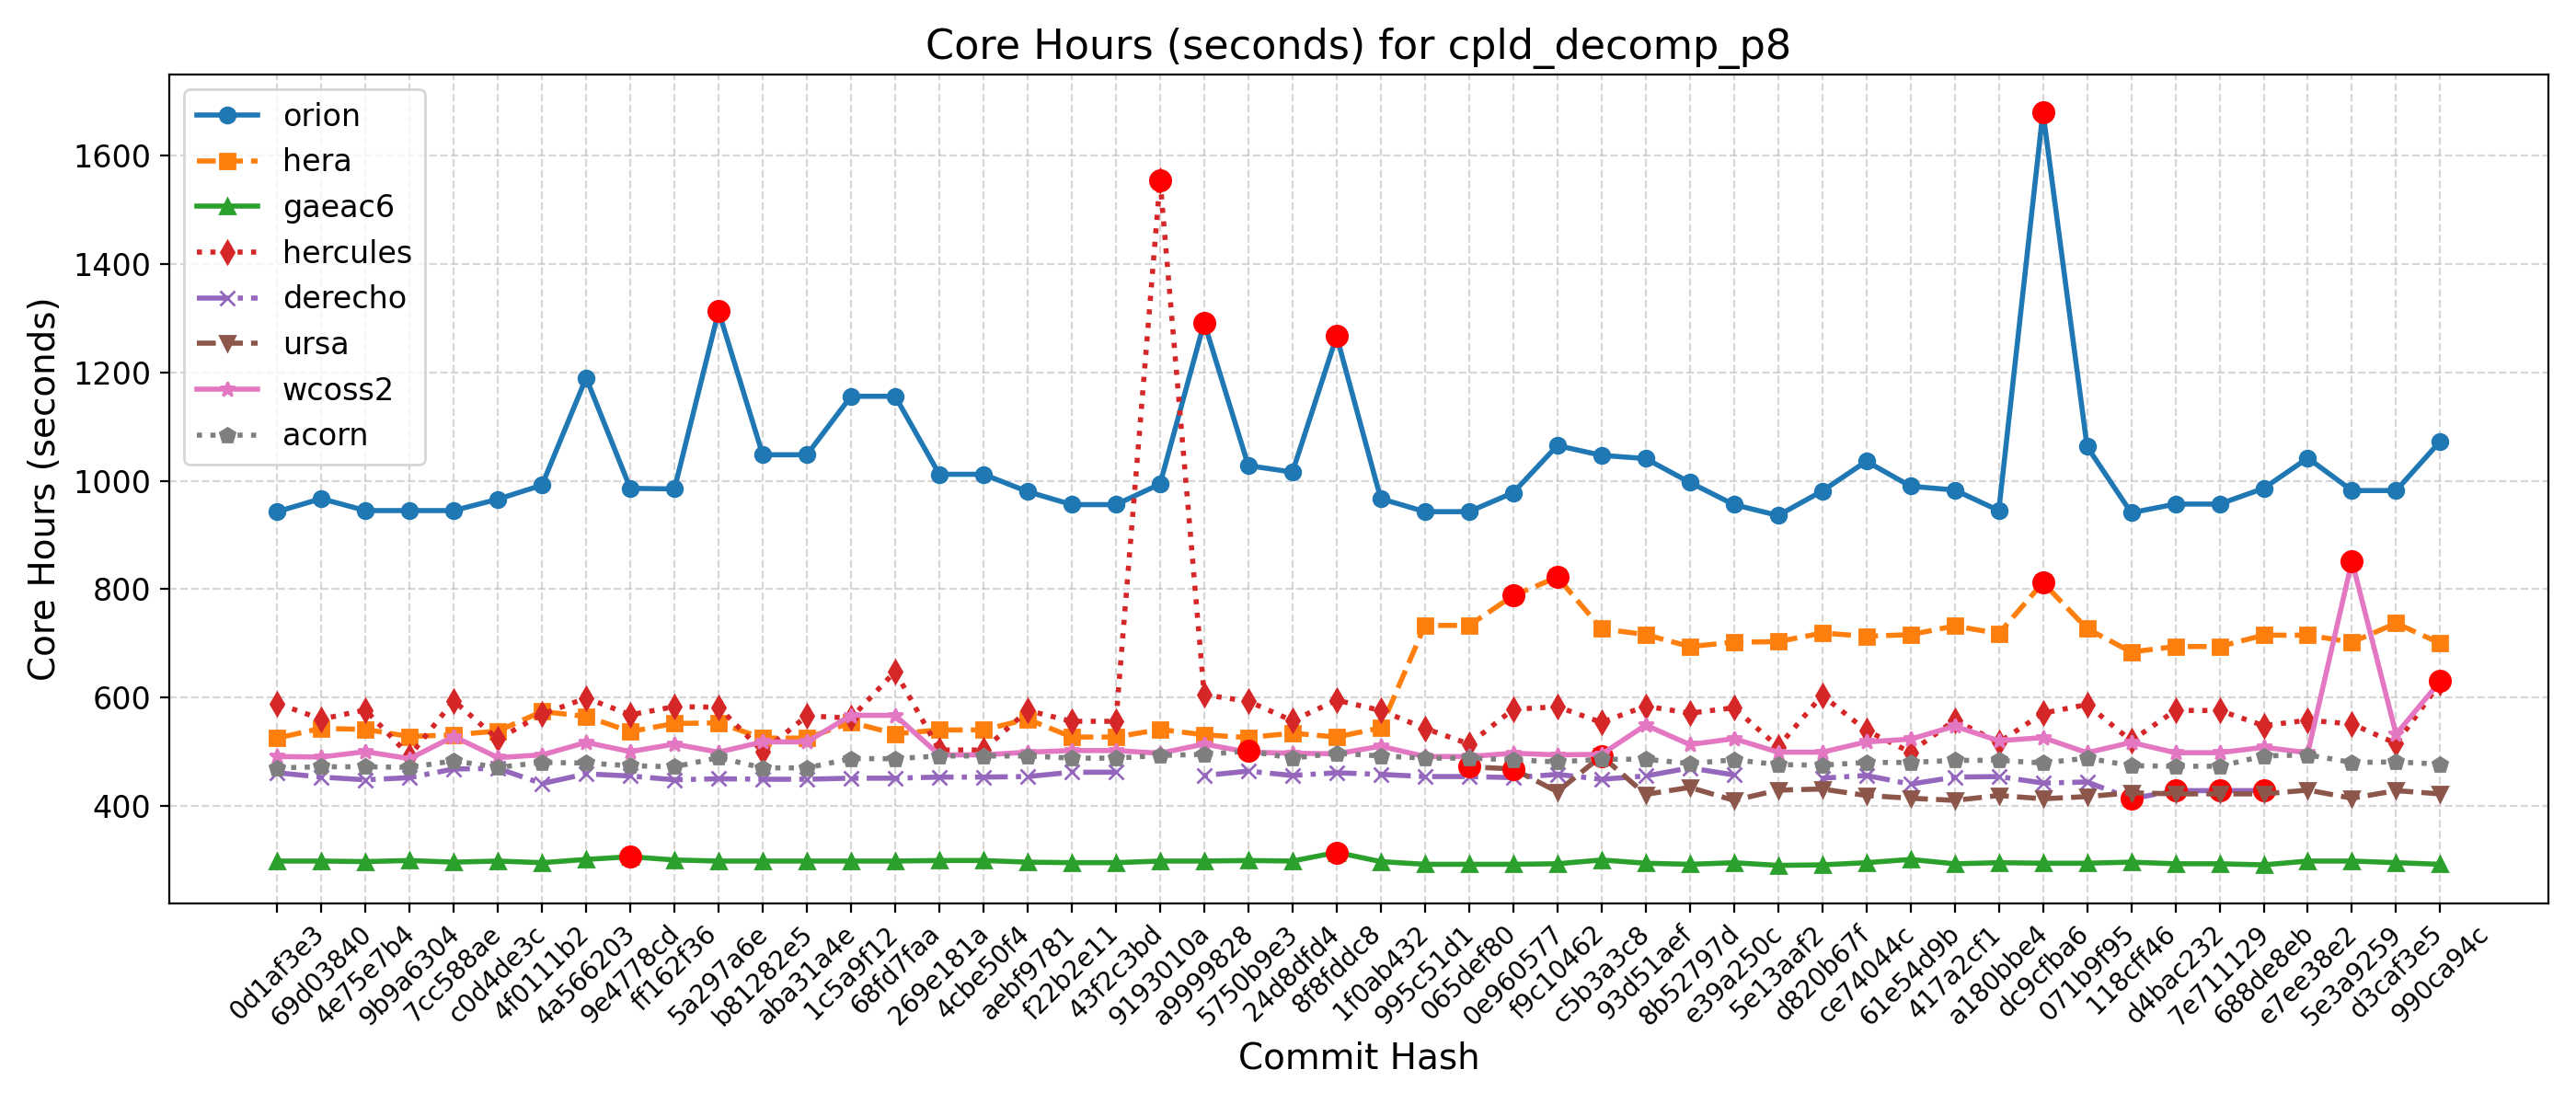 Core Hours (seconds) for cpld_decomp_p8
Core Hours (seconds)
1600
1400
1200
1000
800
600
400
orion
hera
gaeac6
hercules
derecho
ursa
wcoss2
acorn
0d1af3e3
69d03840
4e75e7b4
9b9a6304
7cc588ae
c0d4de3c
4f0111b2
4a566203
9e4778cd
ff162f36
5a297a6e
b81282e5
aba31a4e
1c5a9f12
68fd7faa
269e181a
4cbe50f4
aebf9781
f22b2e11
43f2c3bd
9193010a
a9999828
5750b9e3
24d8dfd4
8f8fddc8
1f0ab432
995c51d1
065def80
0e960577
f9c10462
c5b3a3c8
93d51aef
8b52797d
e39a250c
5e13aaf2
d820b67f
ce74044c
61e54d9b
417a2cf1
a180bbe4
dc9cfba6
071b9f95
118cff46
d4bac232
7e711129
688de8eb
e7ee38e2
5e3a9259
d3caf3e5
990ca94c
Commit Hash